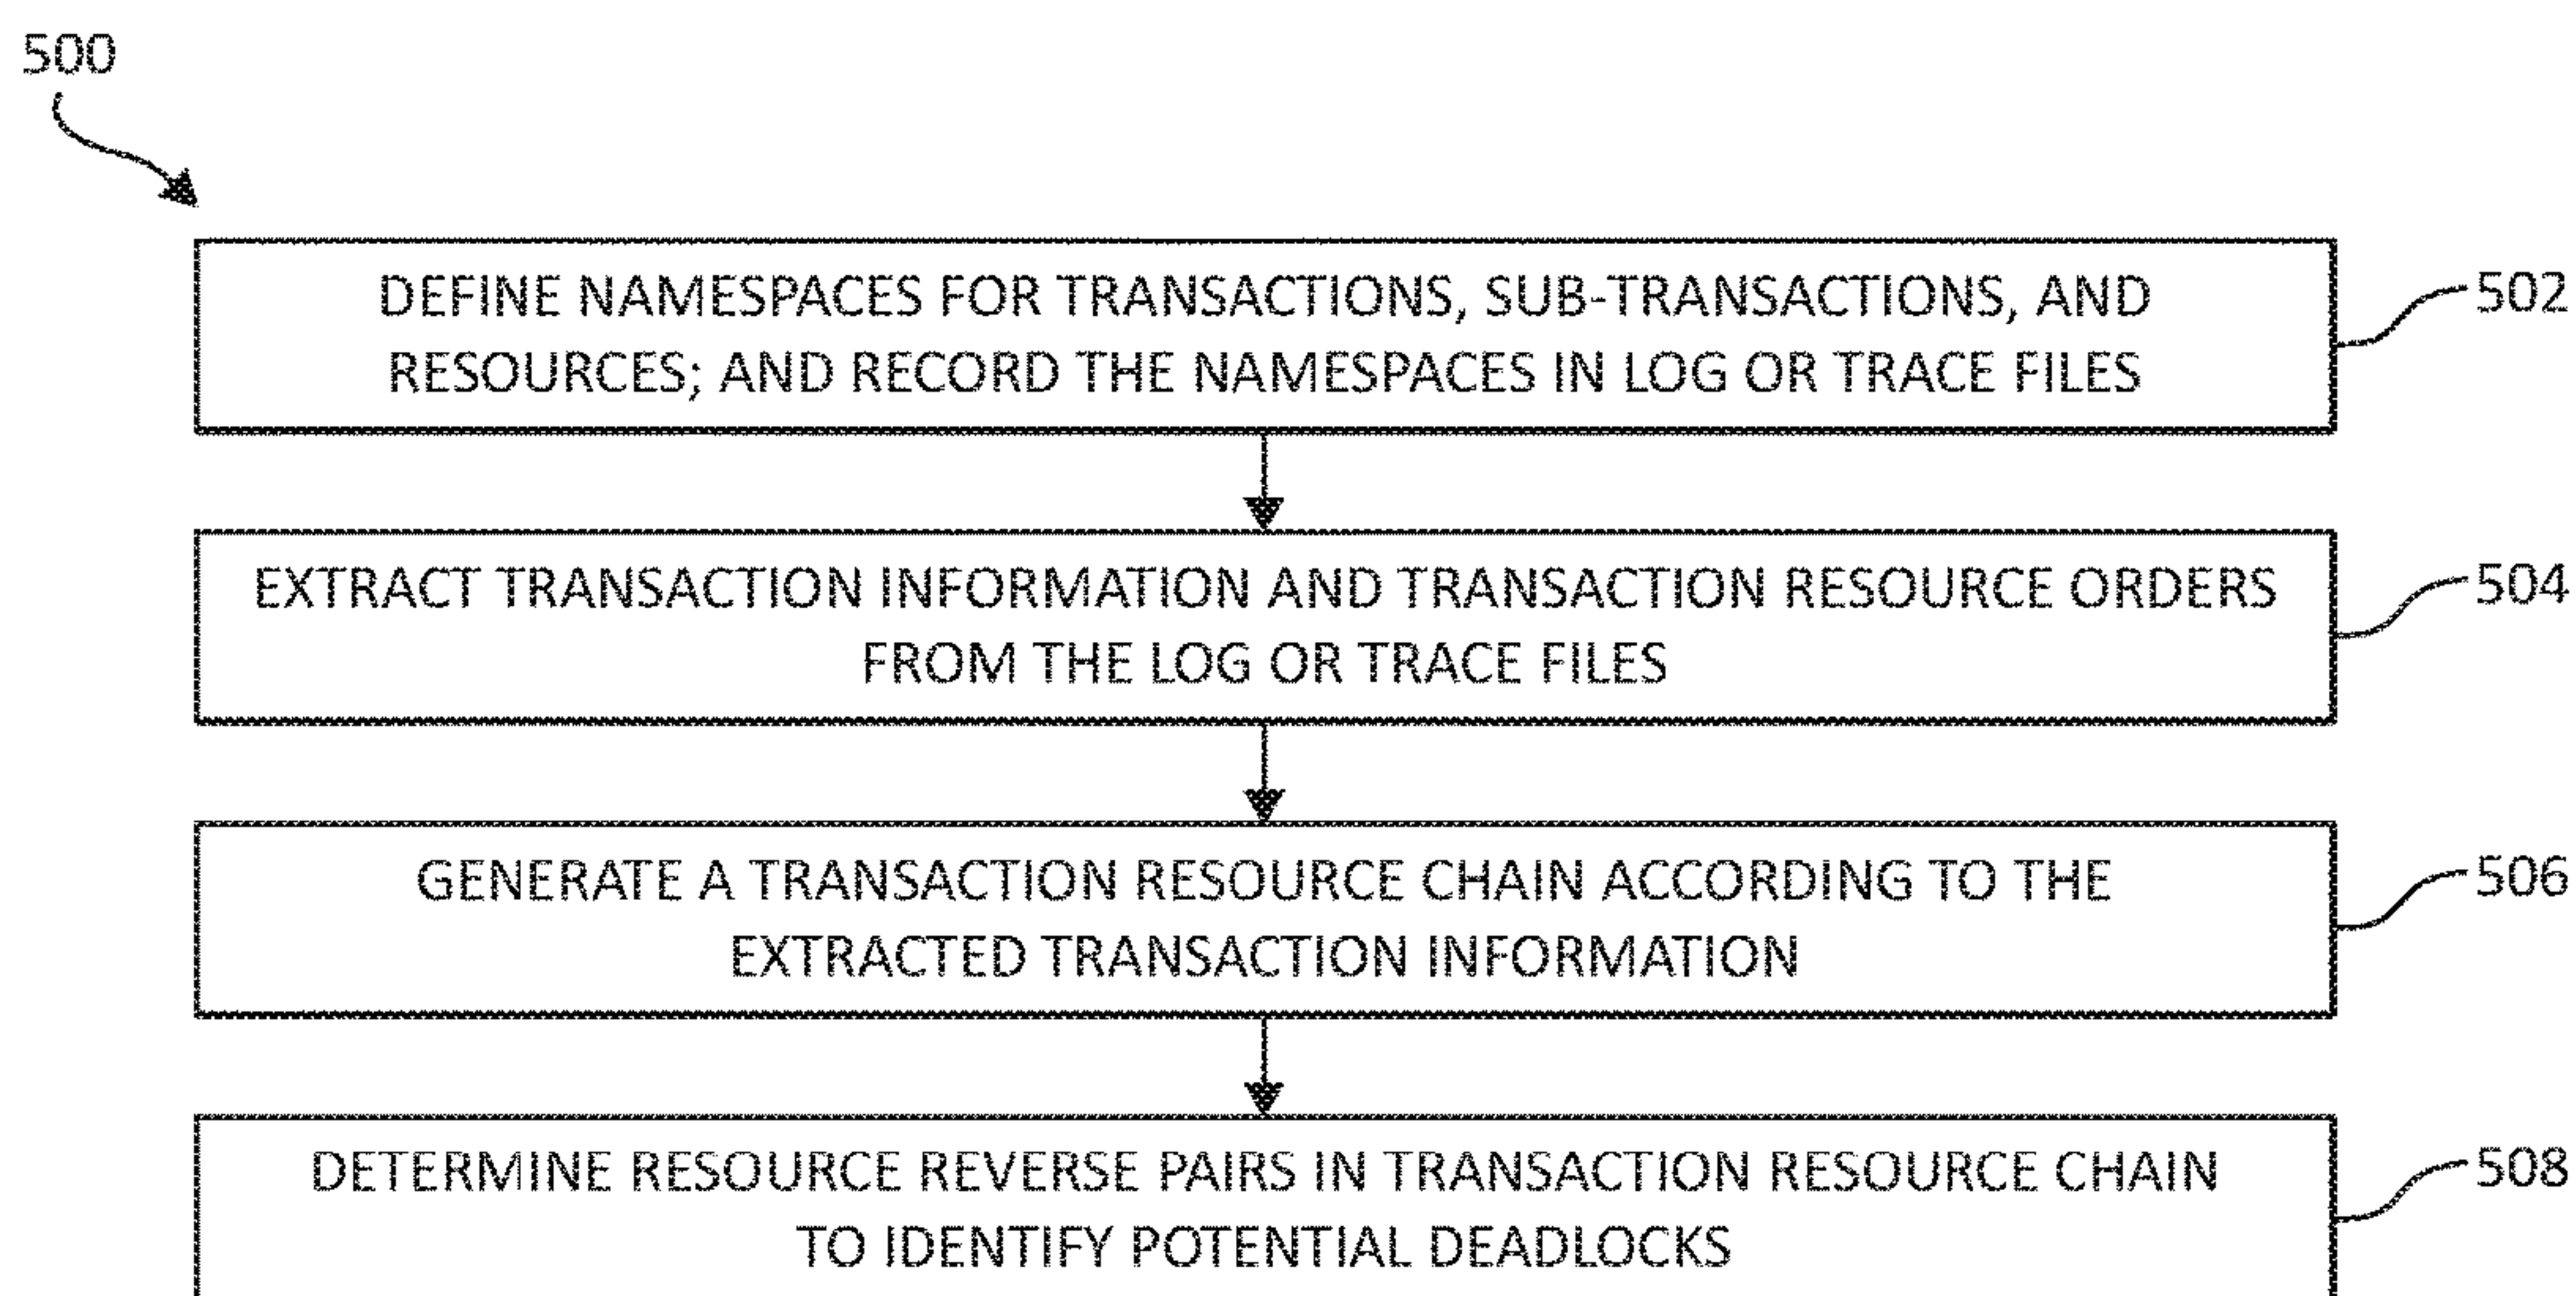 500
DEFINE NAMESPACES FOR TRANSACTIONS, SUB-TRANSACTIONS, AND
RESOURCES; AND RECORD THE NAMESPACES IN LOG OR TRACE FILES
502
EXTRACT TRANSACTION INFORMATION AND TRANSACTION RESOURCE ORDERS
FROM THE LOG OR TRACE FILES
504
GENERATE A TRANSACTION RESOURCE CHAIN ACCORDING TO THE
EXTRACTED TRANSACTION INFORMATION
506
DETERMINE RESOURCE REVERSE PAIRS IN TRANSACTION RESOURCE CHAIN
TO IDENTIFY POTENTIAL DEADLOCKS
508